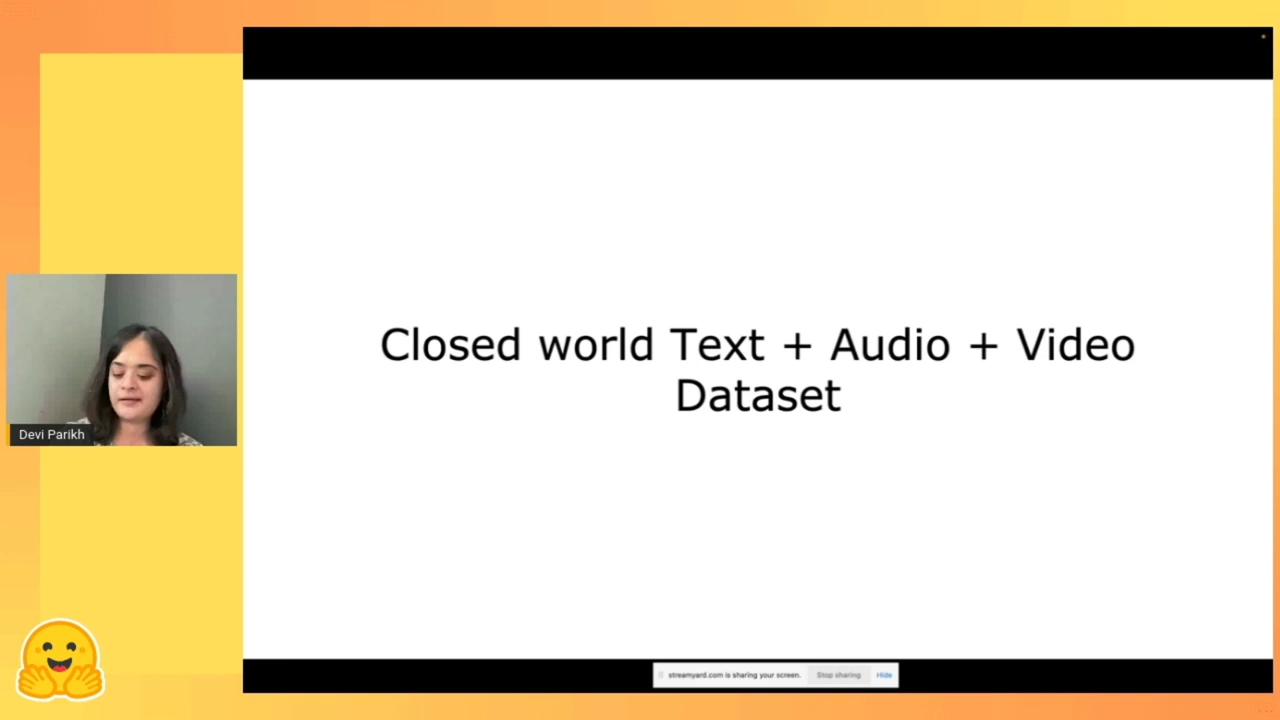 Closed world Text + Audio + Video
Dataset
Devi Parikh
streamyard.com is sharing your screen. Stop sharing Hide